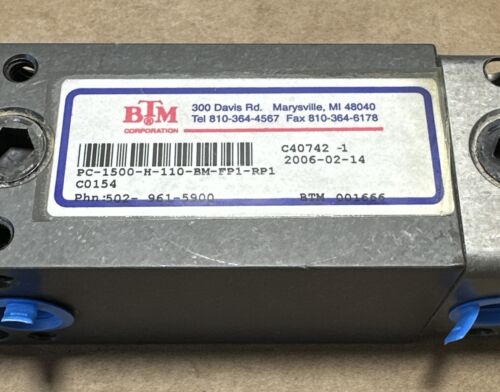 BTM
CORPORATION
300 Davis Rd. Marysville, MI 48040
Tel 810-364-4567 Fax 810-364-6178
C40742 -1
2006-02-14
PC-1500-H-110-BM-FP1-RP1
C0154
Phn:502- 961-5900 BTM 001666